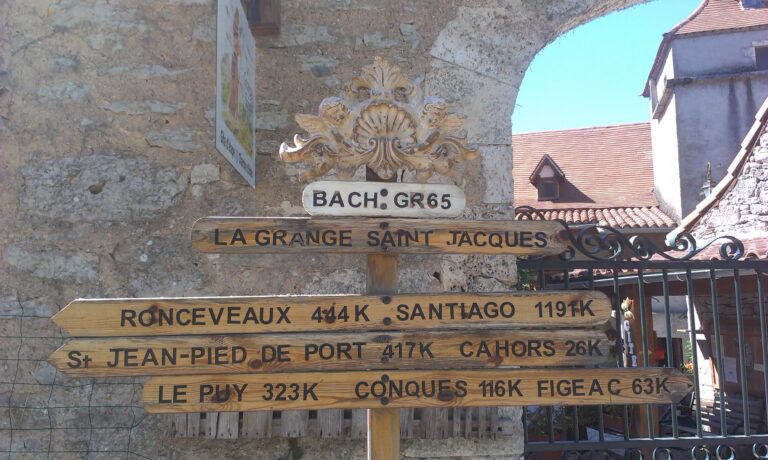 BACH: GR65
LA GRANGE SAINT JACQUES
RONCEVEAUX 444K : SANTIAGO 1191K
St JEAN-PIED DE PORT 417K CAHORS 26K
LE PUY 323K CONQUES 116K FIGEAC 63K